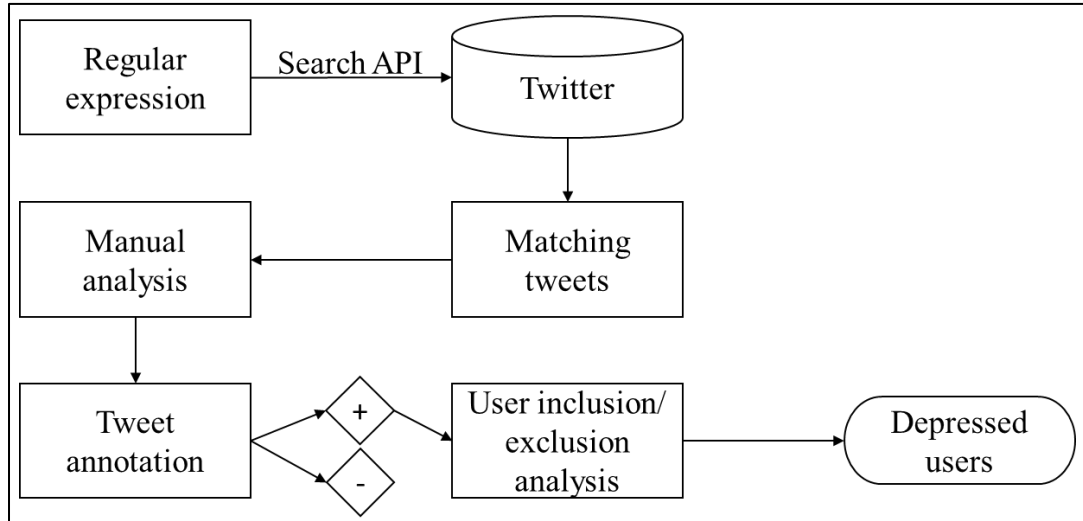 Regular
expression
Search API
Twitter
Manual
analysis
Matching
tweets
Tweet
annotation
+
-
User inclusion/
exclusion
analysis
Depressed
users